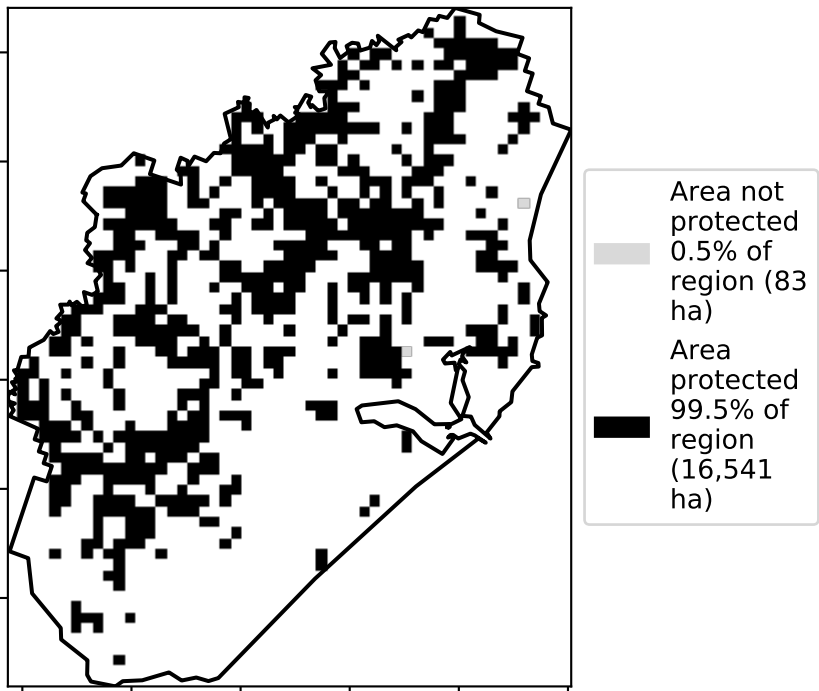 Area not
protected
0.5% of
region (83
ha)
Area
protected
99.5% of
region
(16,541
ha)